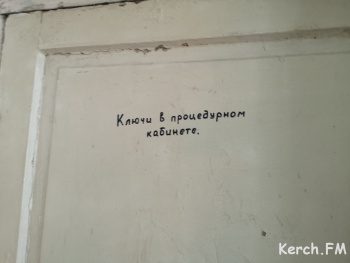 Ключи в процедурном
кабинете.
Kerch.FM